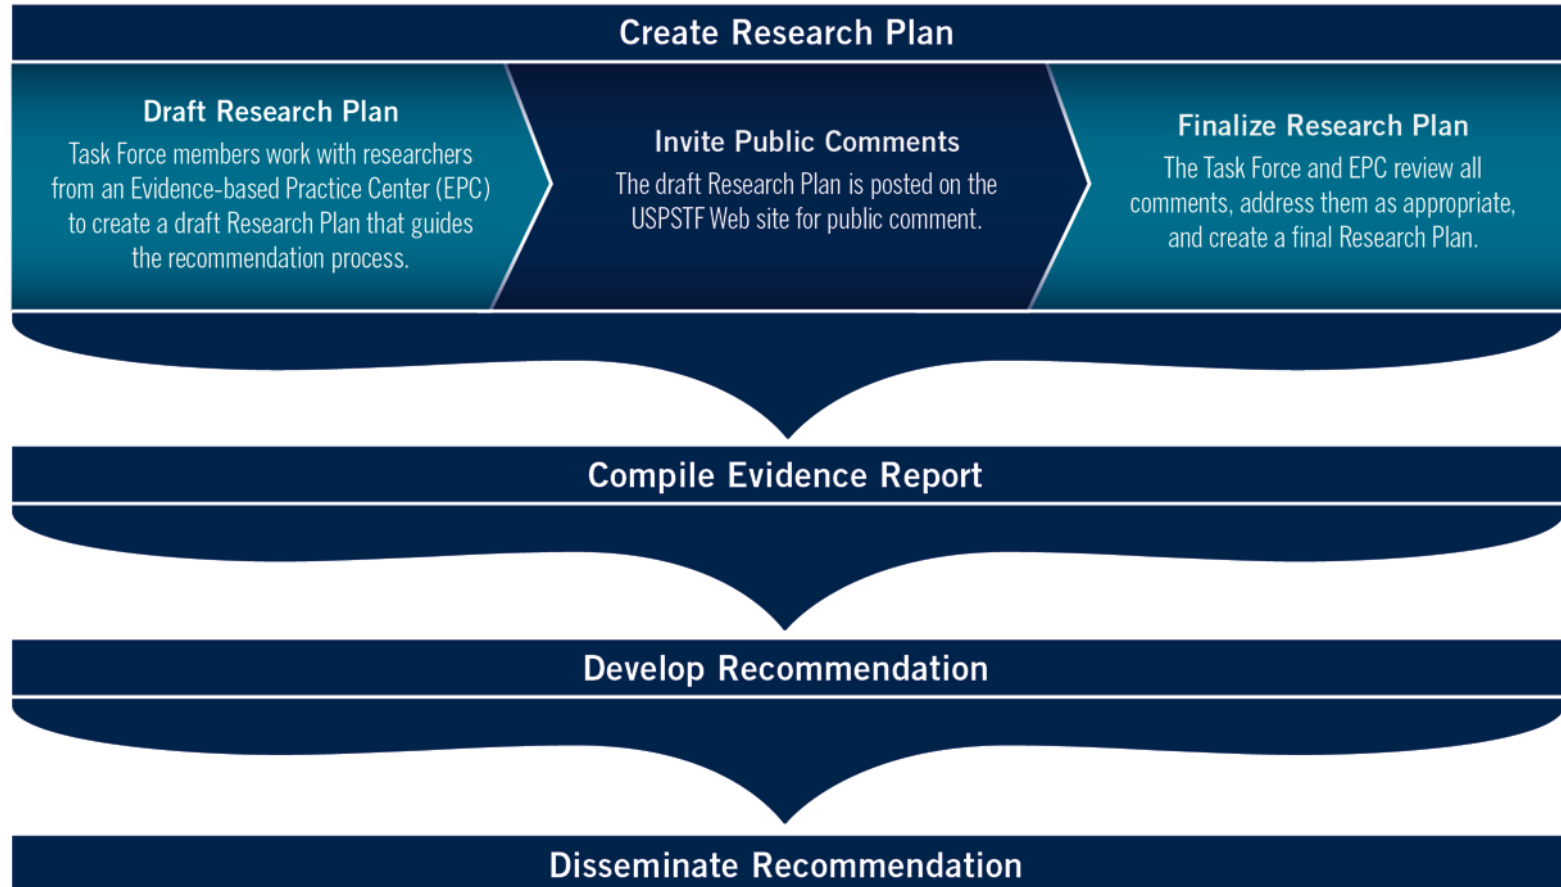 Create Research Plan
Draft Research Plan
Task Force members work with researchers
from an Evidence-based Practice Center (EPC)
to create a draft Research Plan that guides
the recommendation process.
Invite Public Comments
The draft Research Plan is posted on the
USPSTF Web site for public comment.
Finalize Research Plan
The Task Force and EPC review all
comments, address them as appropriate,
and create a final Research Plan.
Compile Evidence Report
Develop Recommendation
Disseminate Recommendation